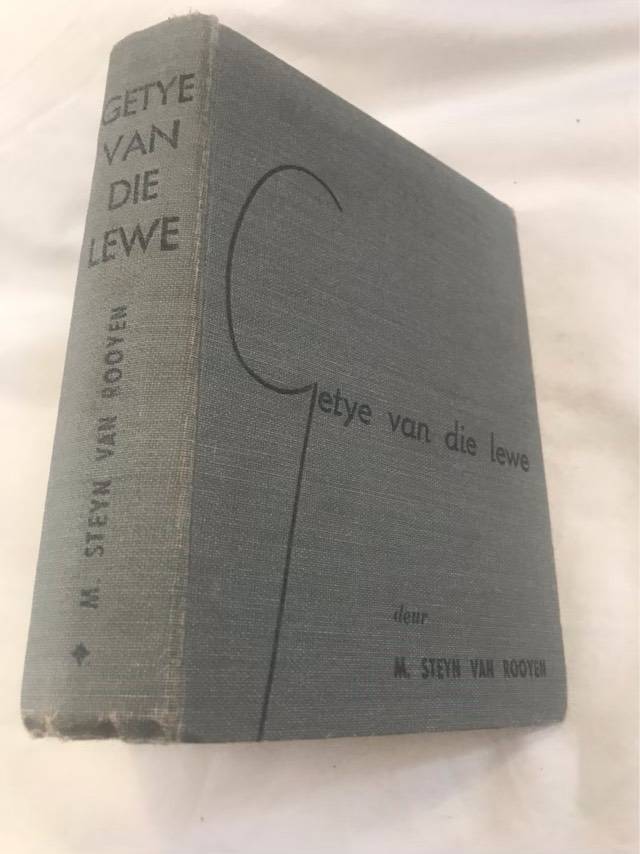 GETYE
VAN
DIE
LEWE
M. STEYN VAN ROOYEN
Getye van die lewe
deur
M. STEYN VAN ROOYEN